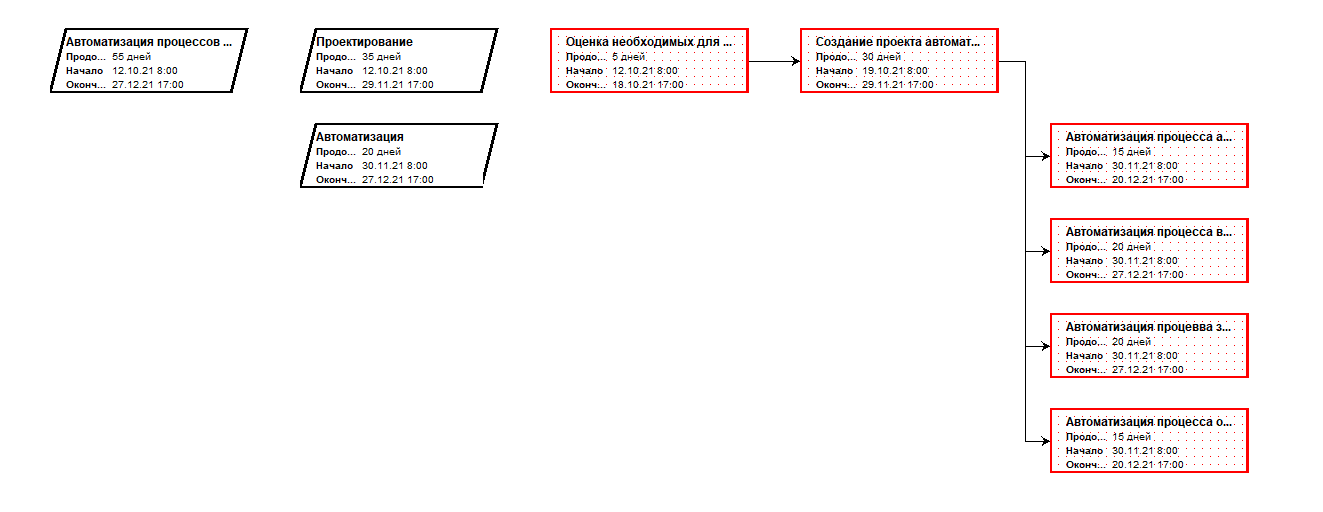 Автоматизация процессов ...
Продо... 55 дней
Начало 12.10.21 8:00
Оконч... 27.12.21 17:00
Проектирование
Продо... 35 дней
Начало 12.10.21 8:00
Оконч... 29.11.21 17:00
Оценка необходимых для ...
Продо... 5 дней
Начало 12.10.21 8:00
Оконч... 18.10.21 17:00
Создание проекта автомат...
Продо... 30 дней
Начало 19.10.21 8:00
Оконч... 29.11.21 17:00
Автоматизация
Продо... 20 дней
Начало 30.11.21 8:00
Оконч... 27.12.21 17:00
Автоматизация процесса а...
Продо... 15 дней
Начало 30.11.21 8:00
Оконч... 20.12.21 17:00
Автоматизация процесса в...
Продо... 20 дней
Начало 30.11.21 8:00
Оконч... 27.12.21 17:00
Автоматизация процевва з...
Продо... 20 дней
Начало 30.11.21 8:00
Оконч... 27.12.21 17:00
Автоматизация процесса о...
Продо... 15 дней
Начало 30.11.21 8:00
Оконч... 20.12.21 17:00